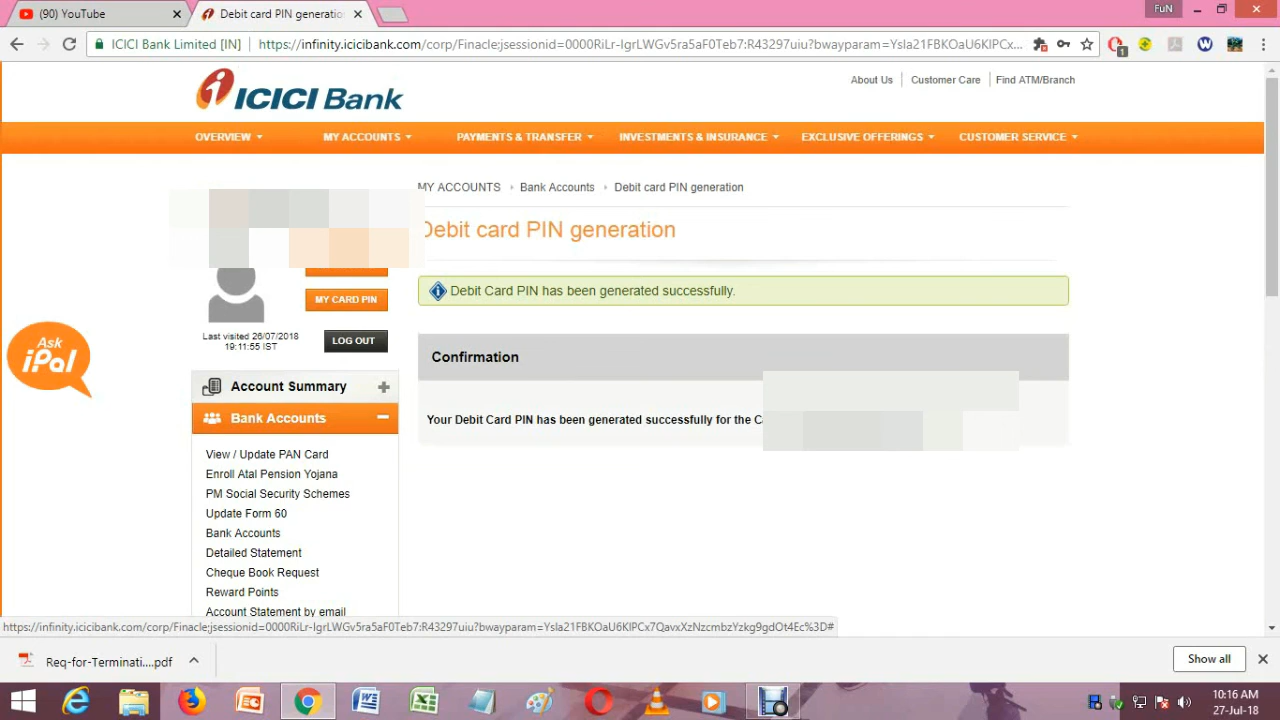 (90) YouTube
Debit card PIN generatio
FuN
ICICI Bank Limited [IN]
https://infinity.icicibank.com/corp/Finacle;jsessionid=0000RiLr-IgrLWGv5ra5aF0Teb7:R43297uiu?bwayparam=Ysla21FBKOaU6KlPCx...
1
ICICI Bank
About Us
Customer Care
Find ATM/Branch
OVERVIEW
MY ACCOUNTS
PAYMENTS & TRANSFER
INVESTMENTS & INSURANCE
EXCLUSIVE OFFERINGS
CUSTOMER SERVICE
MY ACCOUNTS
Bank Accounts
Debit card PIN generation
Debit card PIN generation
Debit Card PIN has been generated successfully.
MY CARD PIN
Last visited 26/07/2018
19:11:55 IST
LOG OUT
Ask
iPal
Confirmation
Your Debit Card PIN has been generated successfully for the
Account Summary
Bank Accounts
View / Update PAN Card
Enroll Atal Pension Yojana
PM Social Security Schemes
Update Form 60
Bank Accounts
Detailed Statement
Cheque Book Request
Reward Points
Account Statement by email
https://infinity.icicibank.com/corp/Finacle;jsessionid=0000RiLr-IgrLWGv5ra5aF0Teb7:R43297uiu?bwayparam=Ysla21FBKOaU6KlPCx7QavxXzNzcmbzYzkg9gdOt4Ec%3D#
Req-for-Terminati....pdf
Show all
10:16 AM
27-Jul-18